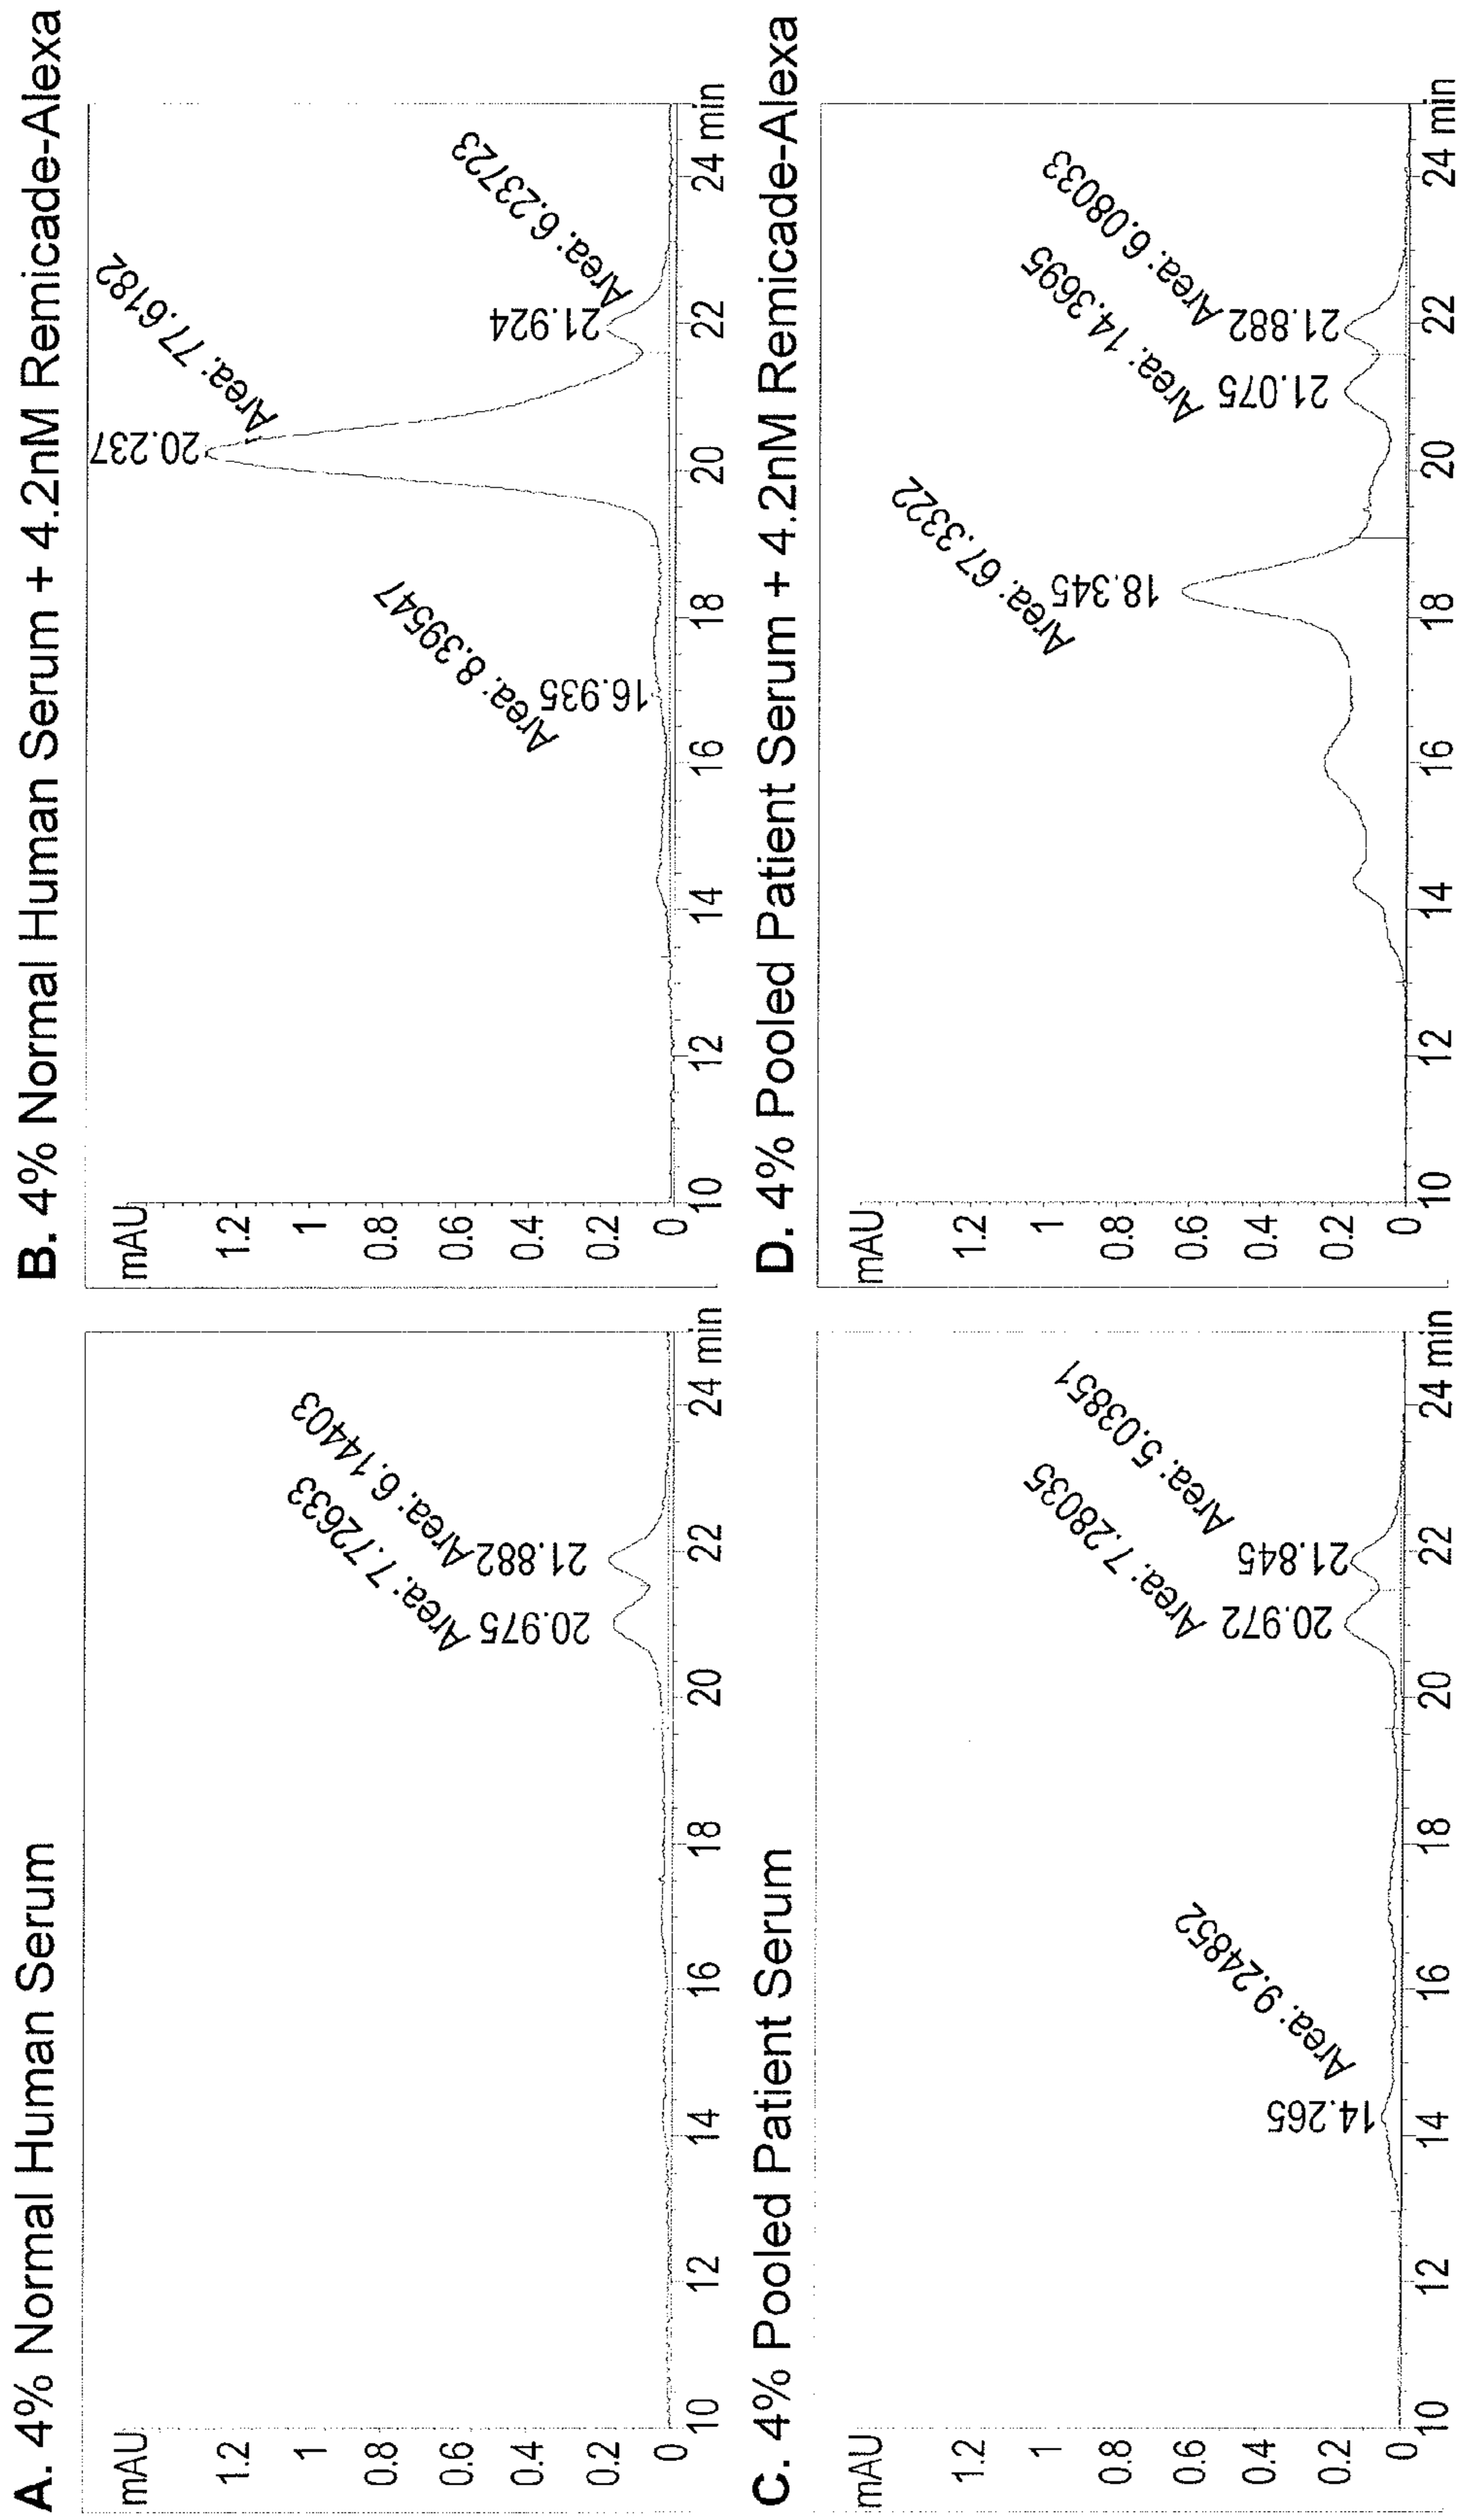 A. 4% Normal Human Serum
mAU
1.2
1
0.8
0.6
0.4
0.2
0
Area: 7.72633
20.975
Area: 6.14403
21.882
10 12 14 16 18 20 22 24 min
B. 4% Normal Human Serum + 4.2nM Remicade-Alexa
mAU
1.2
1
0.8
0.6
0.4
0.2
0
Area: 8.39547
16.935
Area: 77.6182
20.237
Area: 6.23723
21.924
10 12 14 16 18 20 22 24 min
C. 4% Pooled Patient Serum
mAU
1.2
1
0.8
0.6
0.4
0.2
0
Area: 9.24852
14.265
Area: 7.28035
20.972
Area: 5.03851
21.845
10 12 14 16 18 20 22 24 min
D. 4% Pooled Patient Serum + 4.2nM Remicade-Alexa
mAU
1.2
1
0.8
0.6
0.4
0.2
0
Area: 67.3322
18.345
Area: 14.3695
21.075
Area: 6.08033
21.882
10 12 14 16 18 20 22 24 min